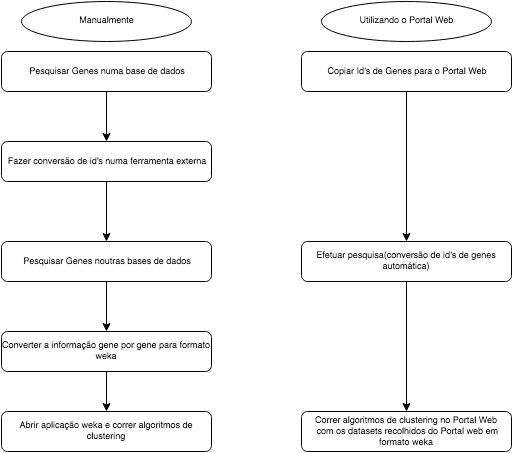 Manualmente
Pesquisar Genes numa base de dados
Fazer conversão de id's numa ferramenta externa
Pesquisar Genes noutras bases de dados
Converter a informação gene por gene para formato
weka
Abrir aplicação weka e correr algoritmos de
clustering
Utilizando o Portal Web
Copiar Id's de Genes para o Portal Web
Efetuar pesquisa(conversão de id's de genes
automática)
Correr algoritmos de clustering no Portal Web
com os datasets recolhidos do Portal web em
formato weka